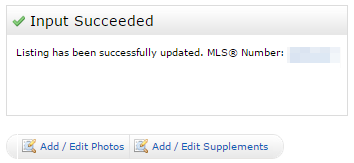 Input Succeeded
Listing has been successfully updated. MLS® Number:
Add / Edit Photos
Add / Edit Supplements